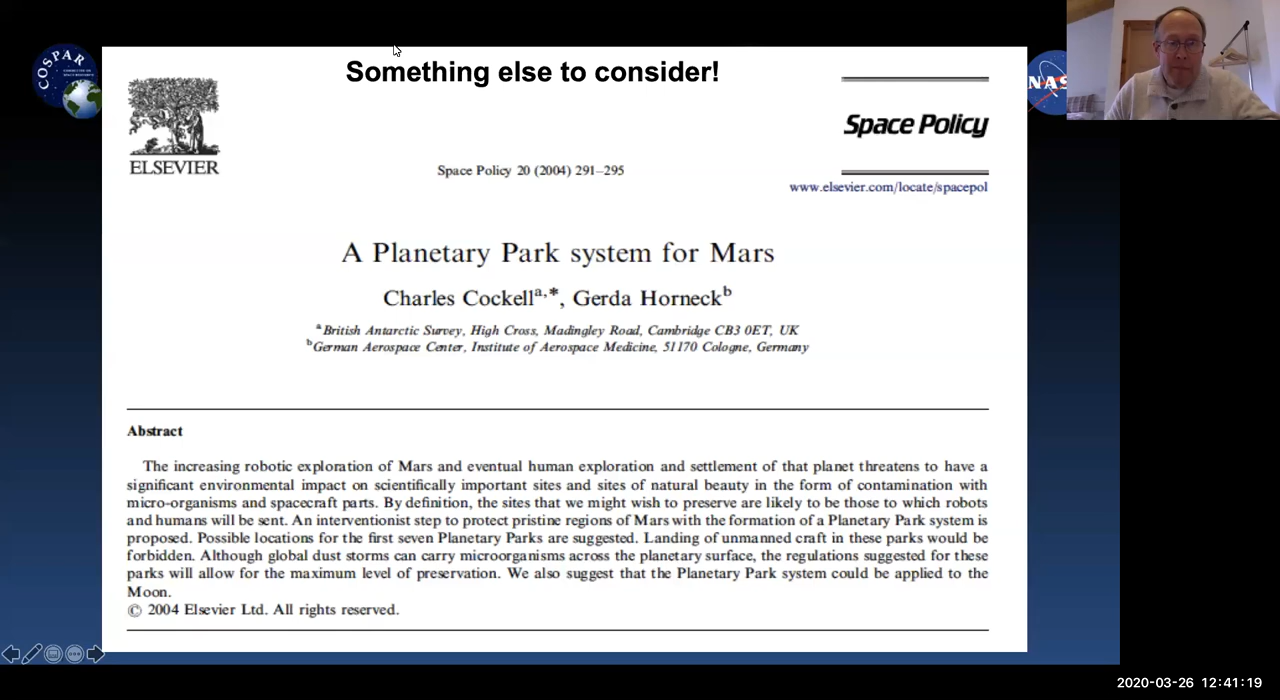 COSPAR
Something else to consider!
NAS
ELSEVIER
Space Policy
Space Policy 20 (2004) 291–295
www.elsevier.com/locate/spacepol
A Planetary Park system for Mars
Charles Cockellᵃ,*, Gerda Horneckᵇ
ᵃBritish Antarctic Survey, High Cross, Madingley Road, Cambridge CB3 0ET, UK
ᵇGerman Aerospace Center, Institute of Aerospace Medicine, 51170 Cologne, Germany
Abstract
The increasing robotic exploration of Mars and eventual human exploration and settlement of that planet threatens to have a
significant environmental impact on scientifically important sites and sites of natural beauty in the form of contamination with
micro-organisms and spacecraft parts. By definition, the sites that we might wish to preserve are likely to be those to which robots
and humans will be sent. An interventionist step to protect pristine regions of Mars with the formation of a Planetary Park system is
proposed. Possible locations for the first seven Planetary Parks are suggested. Landing of unmanned craft in these parks would be
forbidden. Although global dust storms can carry microorganisms across the planetary surface, the regulations suggested for these
parks will allow for the maximum level of preservation. We also suggest that the Planetary Park system could be applied to the
Moon.
© 2004 Elsevier Ltd. All rights reserved.
2020-03-26 12:41:19